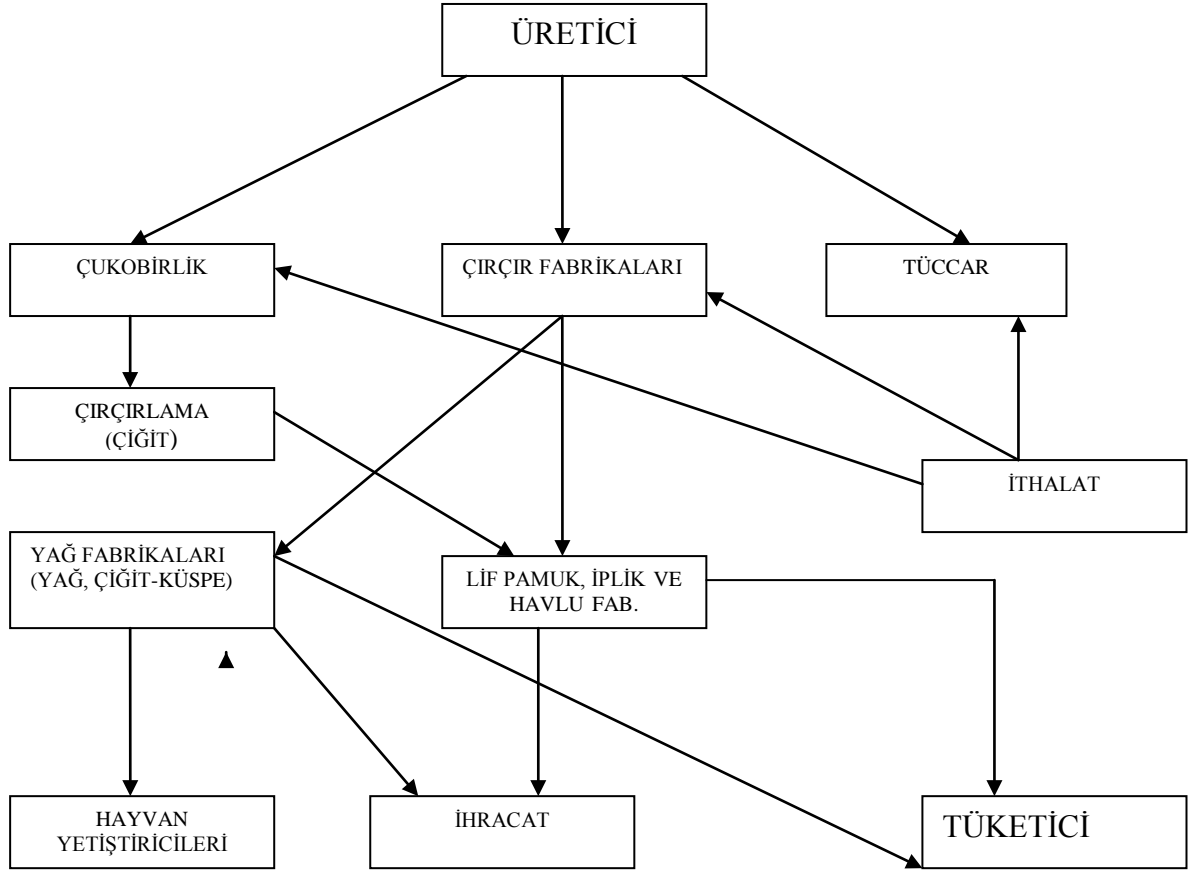 ÜRETİCİ
ÇUKOBİRLİK
ÇIRÇIR FABRİKALARI
TÜCCAR
ÇIRÇIRLAMA
(ÇİĞİT)
İTHALAT
YAĞ FABRİKALARI
(YAĞ, ÇİĞİT-KÜSPE)
LİF PAMUK, İPLİK VE
HAVLU FAB.
HAYVAN
YETİŞTİRİCİLERİ
İHRACAT
TÜKETİCİ